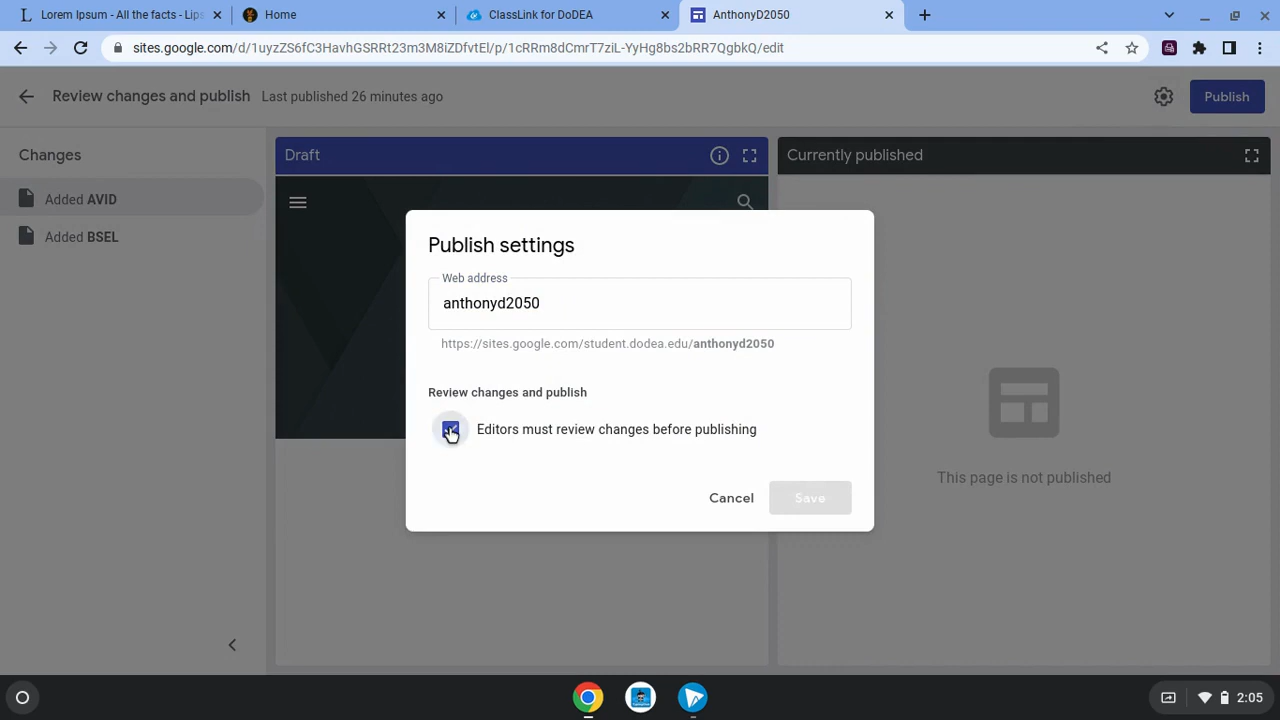 Lorem Ipsum - All the facts - Lips
Home
ClassLink for DoDEA
AnthonyD2050
sites.google.com/d/1uyzZS6fC3HavhGSRRt23m3M8iZDfvtEl/p/1cRRm8dCmrT7ziL-YyHg8bs2bRR7QgbkQ/edit
Review changes and publish
Last published 26 minutes ago
Publish
Changes
Added AVID
Added BSEL
Draft
Currently published
Publish settings
Web address
anthonyd2050
https://sites.google.com/student.dodea.edu/anthonyd2050
Review changes and publish
Editors must review changes before publishing
Cancel
Save
This page is not published
2:05